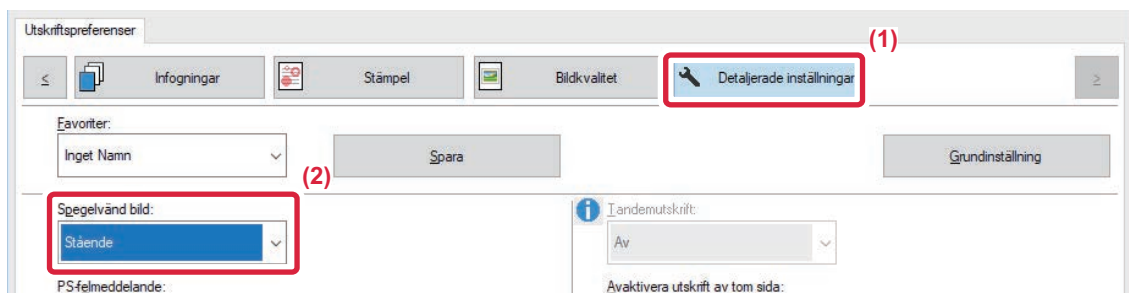 Utskriftspreferenser
(1)
< Infogningar Stämpel Bildkvalitet Detaljerade inställningar >
Favoriter:
Inget Namn Spara Grundinställning
(2)
Spegelvänd bild: Tandemutskrift:
Stående Av
PS-felmeddelande: Avaktivera utskrift av tom sida: